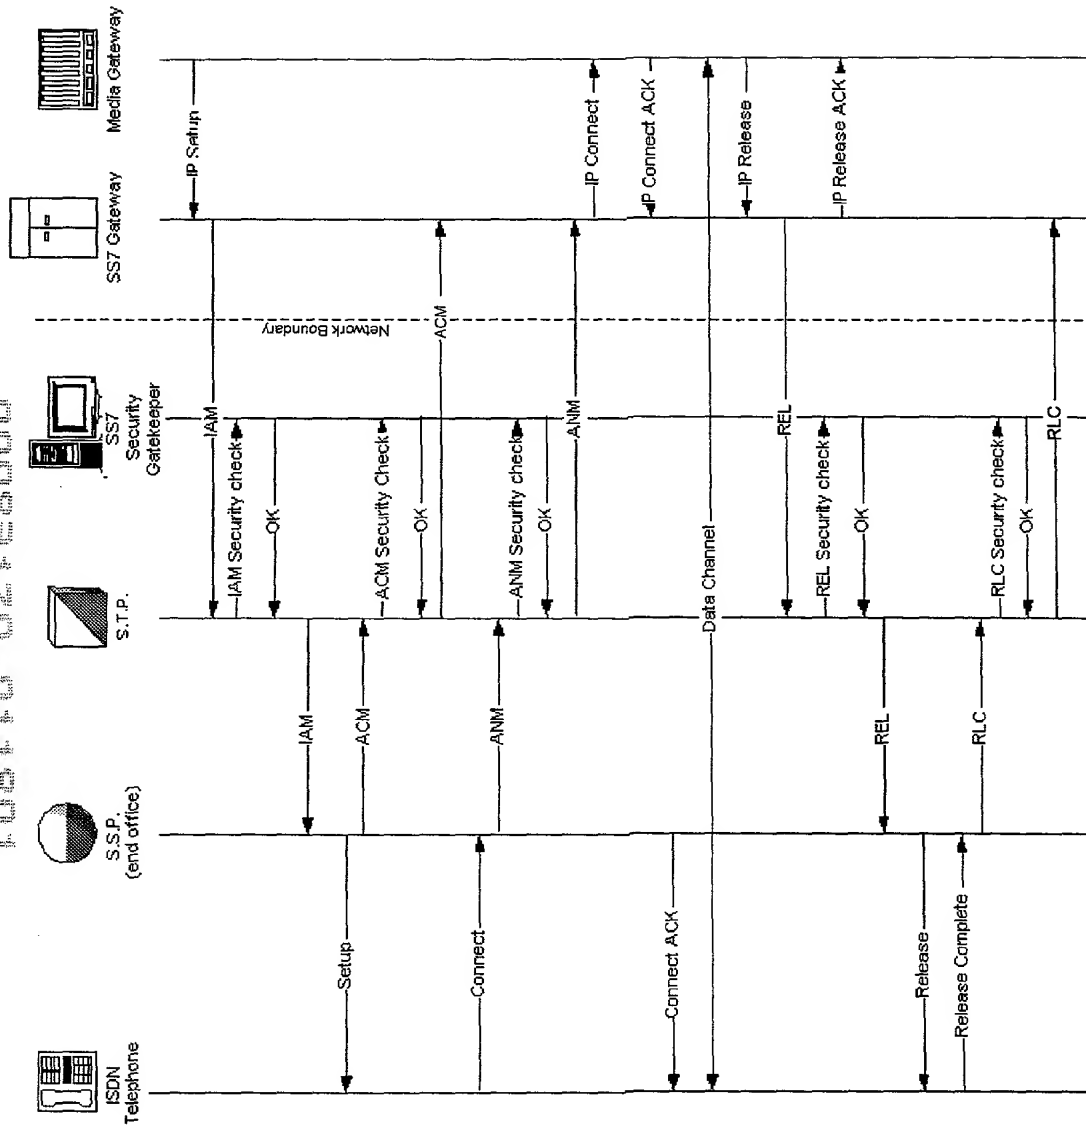 ISDN
Telephone
S.S.P.
(end office)
S.T.P.
SS7
Security
Gatekeeper
SS7 Gateway
Media Gateway
Network Boundary
IP Setup
IAM
IAM Security check
OK
IAM
Setup
ACM
ACM Security Check
OK
ACM
Connect
ANM
ANM Security check
OK
ANM
IP Connect
IP Connect ACK
Connect ACK
Data Channel
IP Release
REL
REL Security check
IP Release ACK
OK
REL
Release
Release Complete
RLC
RLC Security check
OK
RLC